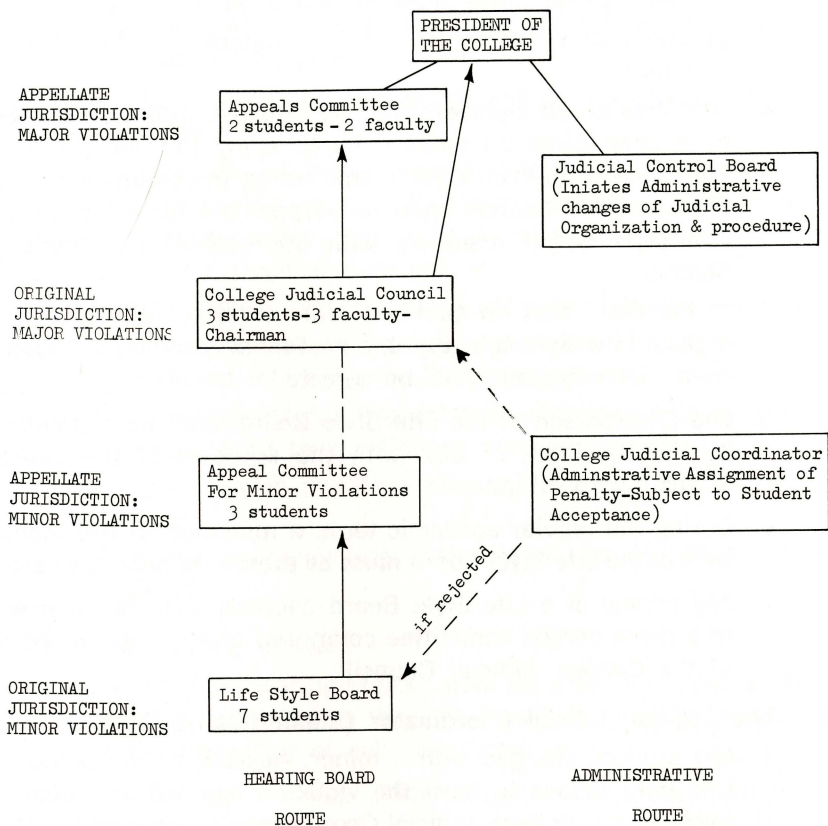 PRESIDENT OF
THE COLLEGE
APPELLATE
JURISDICTION:
MAJOR VIOLATIONS
Appeals Committee
2 students - 2 faculty
Judicial Control Board
(Iniates Administrative
changes of Judicial
Organization & procedure)
ORIGINAL
JURISDICTION:
MAJOR VIOLATIONS
College Judicial Council
3 students-3 faculty-
Chairman
APPELLATE
JURISDICTION:
MINOR VIOLATIONS
Appeal Committee
For Minor Violations
3 students
College Judicial Coordinator
(Adminstrative Assignment of
Penalty-Subject to Student
Acceptance)
if rejected
ORIGINAL
JURISDICTION:
MINOR VIOLATIONS
Life Style Board
7 students
HEARING BOARD
ROUTE
ADMINISTRATIVE
ROUTE